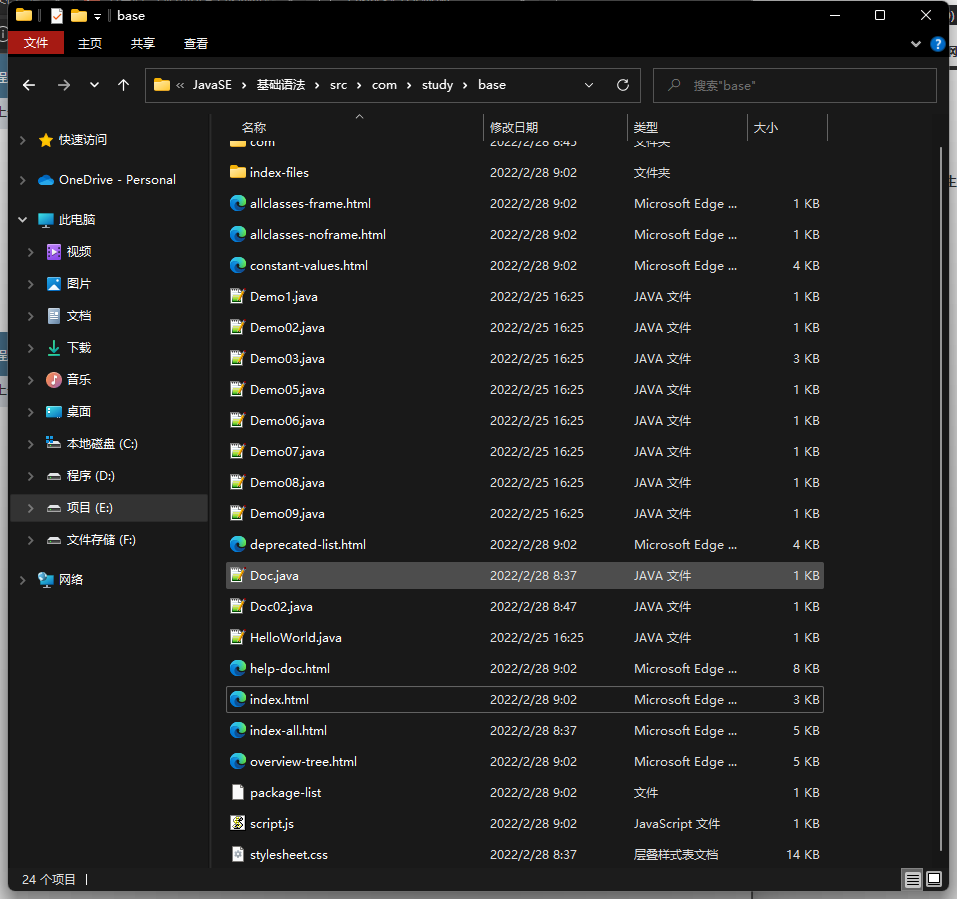 base
文件 主页 共享 查看
« JavaSE › 基础语法 › src › com › study › base
搜索"base"
名称 修改日期 类型 大小
com 2022/2/28 8:45 文件夹
index-files 2022/2/28 9:02 文件夹
allclasses-frame.html 2022/2/28 9:02 Microsoft Edge ... 1 KB
allclasses-noframe.html 2022/2/28 9:02 Microsoft Edge ... 1 KB
constant-values.html 2022/2/28 9:02 Microsoft Edge ... 4 KB
Demo1.java 2022/2/25 16:25 JAVA 文件 1 KB
Demo02.java 2022/2/25 16:25 JAVA 文件 1 KB
Demo03.java 2022/2/25 16:25 JAVA 文件 3 KB
Demo05.java 2022/2/25 16:25 JAVA 文件 1 KB
Demo06.java 2022/2/25 16:25 JAVA 文件 1 KB
Demo07.java 2022/2/25 16:25 JAVA 文件 1 KB
Demo08.java 2022/2/25 16:25 JAVA 文件 1 KB
Demo09.java 2022/2/25 16:25 JAVA 文件 1 KB
deprecated-list.html 2022/2/28 9:02 Microsoft Edge ... 4 KB
Doc.java 2022/2/28 8:37 JAVA 文件 1 KB
Doc02.java 2022/2/28 8:47 JAVA 文件 1 KB
HelloWorld.java 2022/2/25 16:25 JAVA 文件 1 KB
help-doc.html 2022/2/28 9:02 Microsoft Edge ... 8 KB
index.html 2022/2/28 9:02 Microsoft Edge ... 3 KB
index-all.html 2022/2/28 8:37 Microsoft Edge ... 5 KB
overview-tree.html 2022/2/28 9:02 Microsoft Edge ... 5 KB
package-list 2022/2/28 9:02 文件 1 KB
script.js 2022/2/28 9:02 JavaScript 文件 1 KB
stylesheet.css 2022/2/28 8:37 层叠样式表文档 14 KB
快速访问
OneDrive - Personal
此电脑
视频
图片
文档
下载
音乐
桌面
本地磁盘 (C:)
程序 (D:)
项目 (E:)
文件存储 (F:)
网络
24 个项目